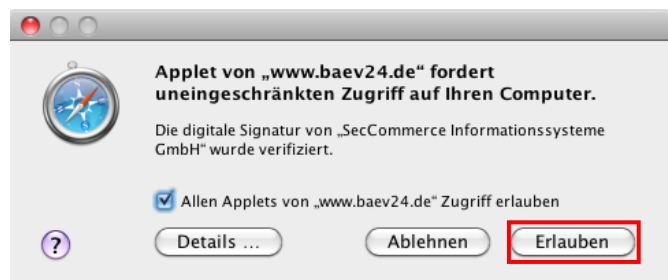 Applet von „www.baev24.de“ fordert
uneingeschränkten Zugriff auf Ihren Computer.
Die digitale Signatur von „SecCommerce Informationssysteme
GmbH“ wurde verifiziert.
Allen Applets von „www.baev24.de“ Zugriff erlauben
?
Details ...
Ablehnen
Erlauben